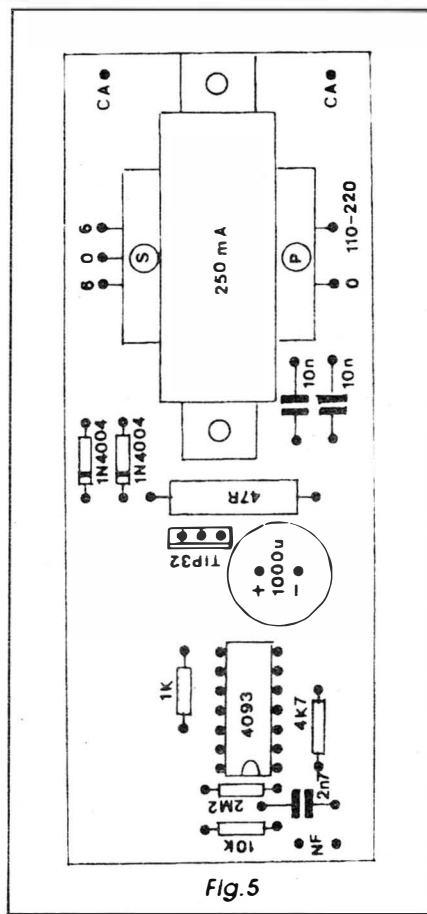 CA
CA
6
0
6
S
250 mA
P
110-220
0
10n
10n
1N4004
1N4004
47R
TIP32
+
1000u
-
1K
4093
4K7
2M2
2n7
10K
NF
Fig.5